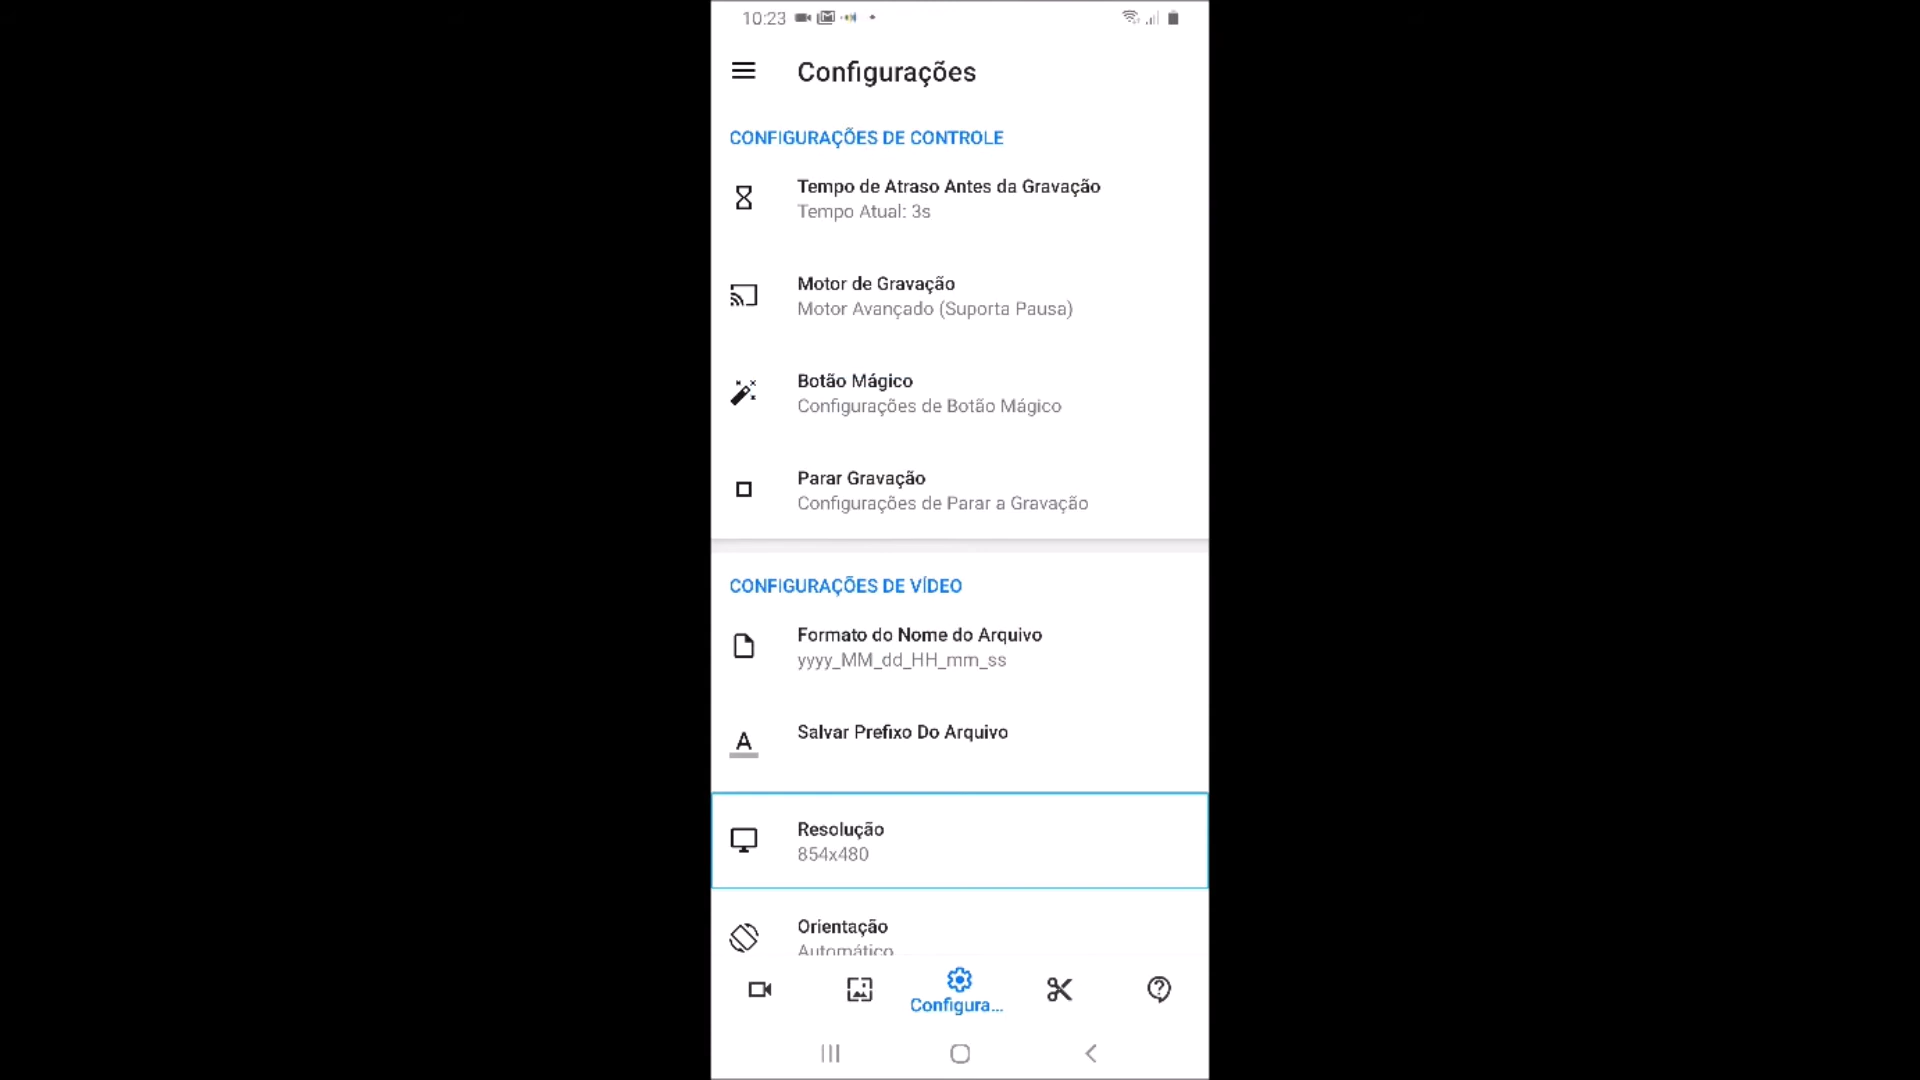 10:23
Configurações
CONFIGURAÇÕES DE CONTROLE
Tempo de Atraso Antes da Gravação
Tempo Atual: 3s
Motor de Gravação
Motor Avançado (Suporta Pausa)
Botão Mágico
Configurações de Botão Mágico
Parar Gravação
Configurações de Parar a Gravação
CONFIGURAÇÕES DE VÍDEO
Formato do Nome do Arquivo
yyyy_MM_dd_HH_mm_ss
Salvar Prefixo Do Arquivo
Resolução
854x480
Orientação
Automático
Configura...